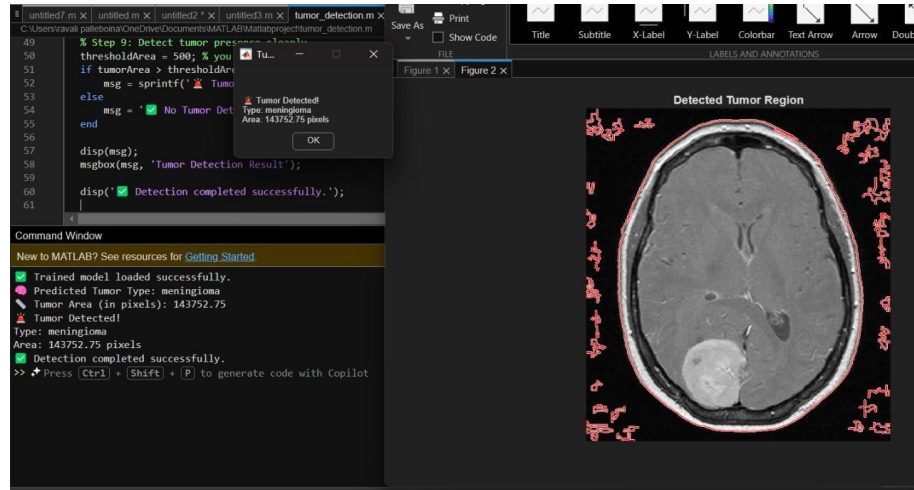 untitled7.m
untitled.m
untitled2 *
untitled3.m
tumor_detection.m
C:\Users\ravali palleboina\OneDrive\Documents\MATLAB\Matlabproject\tumor_detection.m
49 % Step 9: Detect tumor presence cleanly
50 thresholdArea = 500; % you
51 if tumorArea > thresholdAre
52 msg = sprintf('🚨 Tumo
53 else
54 msg = '✅ No Tumor Det
55 end
56
57 disp(msg);
58 msgbox(msg, 'Tumor Detection Result');
59
60 disp('✅ Detection completed successfully.');
61
Tu...
🚨 Tumor Detected!
Type: meningioma
Area: 143752.75 pixels
OK
Command Window
New to MATLAB? See resources for Getting Started.
✅ Trained model loaded successfully.
🧠 Predicted Tumor Type: meningioma
📏 Tumor Area (in pixels): 143752.75
🚨 Tumor Detected!
Type: meningioma
Area: 143752.75 pixels
✅ Detection completed successfully.
>> Press Ctrl + Shift + P to generate code with Copilot
Save As
Print
Show Code
FILE
Title
Subtitle
X-Label
Y-Label
Colorbar
Text Arrow
Arrow
Doub
LABELS AND ANNOTATIONS
Figure 1
Figure 2
Detected Tumor Region